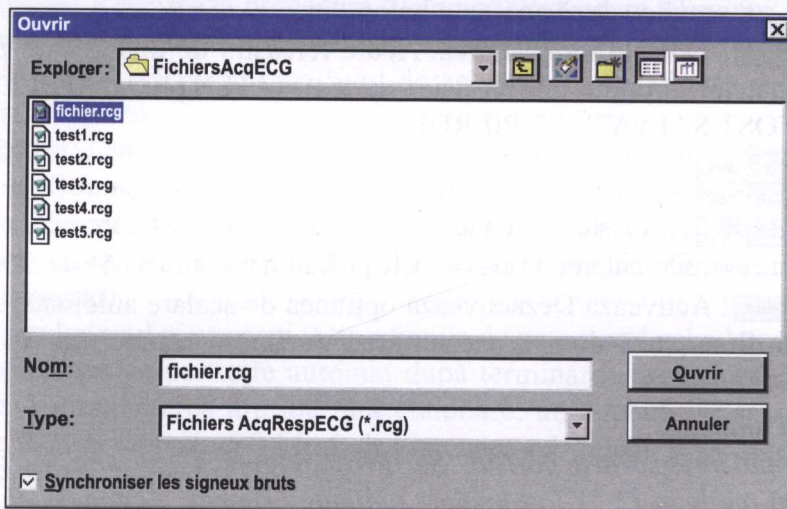 Ouvrir
Explorer: FichiersAcqECG
fichier.rcg
test1.rcg
test2.rcg
test3.rcg
test4.rcg
test5.rcg
Nom: fichier.rcg Ouvrir
Type: Fichiers AcqRespECG (*.rcg) Annuler
Synchroniser les signeux bruts